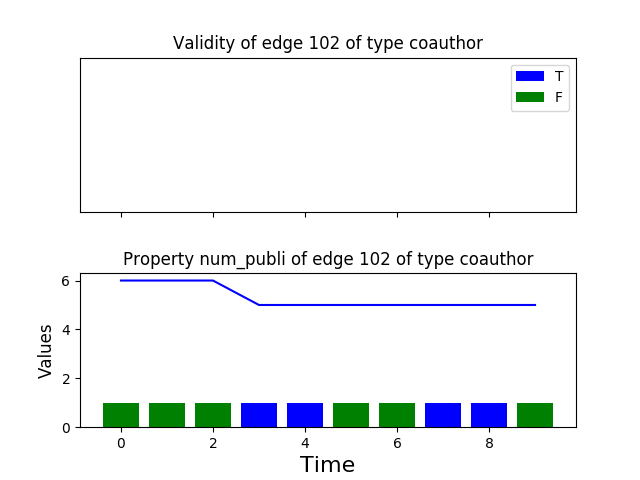 Validity of edge 102 of type coauthor
T
F
Property num_publi of edge 102 of type coauthor
6
4
2
0
Values
0 2 4 6 8
Time